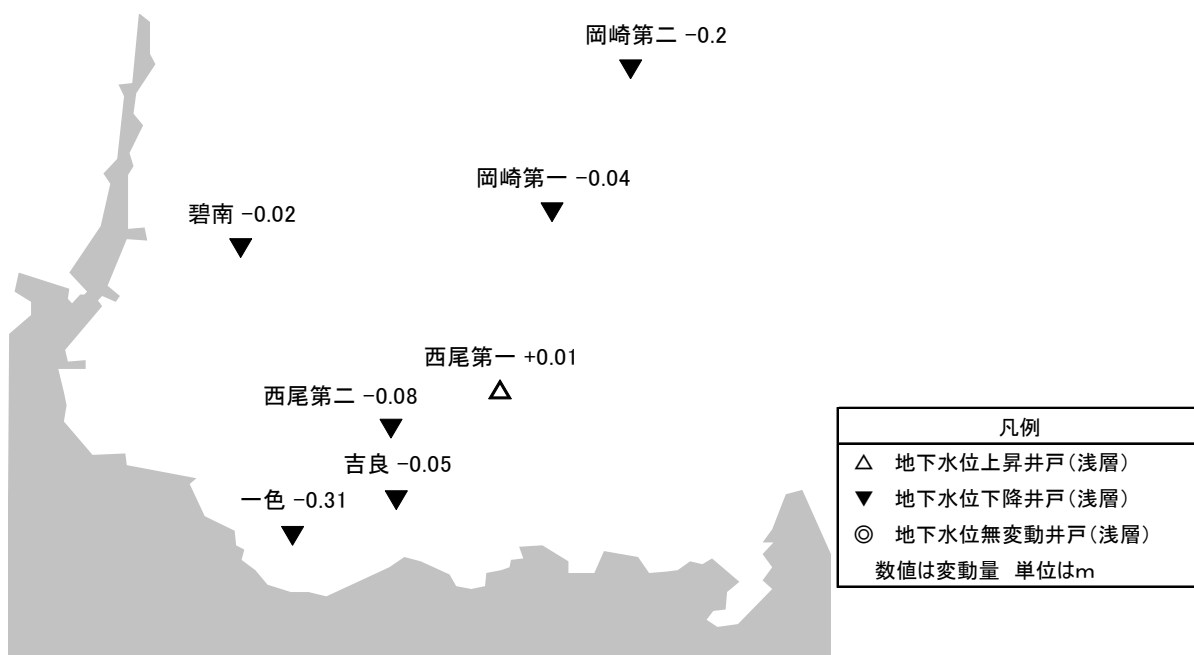 岡崎第二 -0.2
岡崎第一 -0.04
碧南 -0.02
西尾第一 +0.01
西尾第二 -0.08
吉良 -0.05
一色 -0.31
凡例
△ 地下水位上昇井戸(浅層)
▼ 地下水位下降井戸(浅層)
◎ 地下水位無変動井戸(浅層)
数値は変動量 単位はm